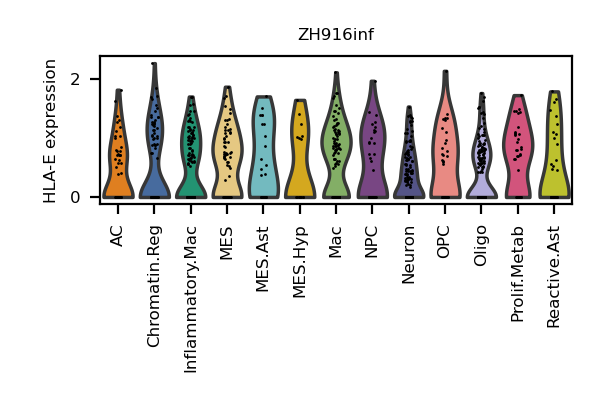 ZH916inf
HLA-E expression
2
0
AC
Chromatin.Reg
Inflammatory.Mac
MES
MES.Ast
MES.Hyp
Mac
NPC
Neuron
OPC
Oligo
Prolif.Metab
Reactive.Ast